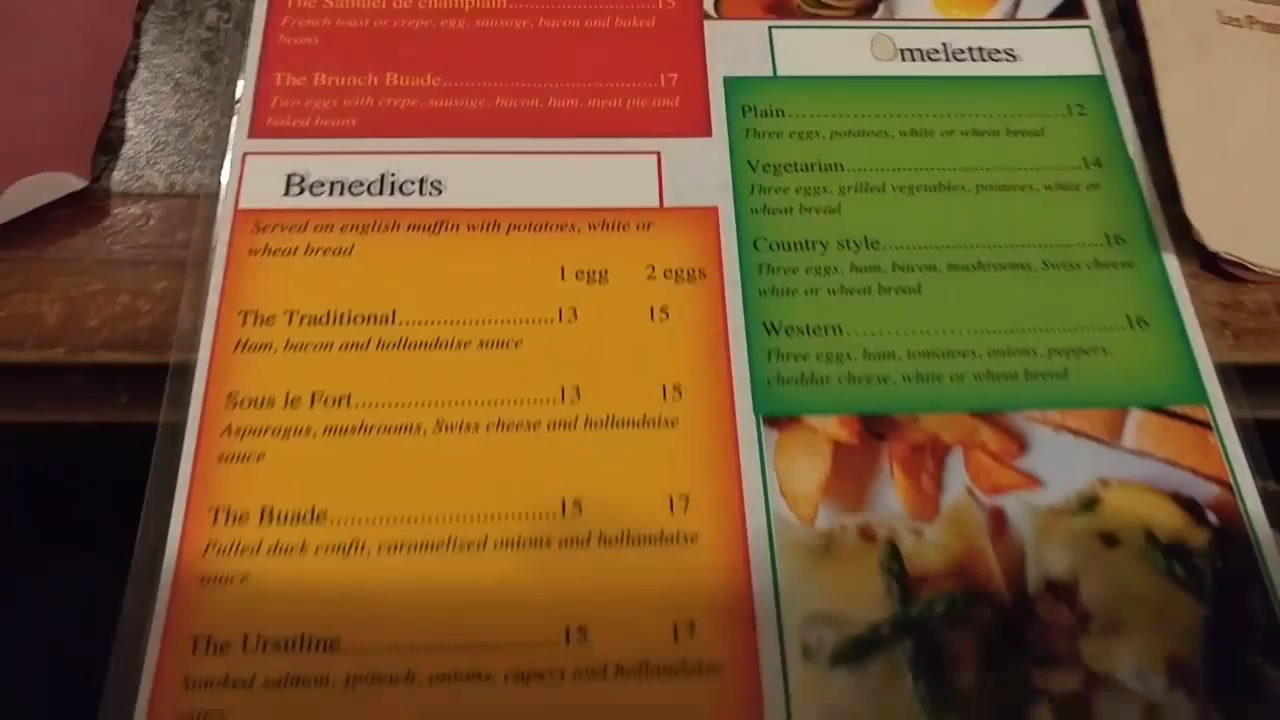 The Samuel de champlain...............................15
French toast or crepe, egg, sausage, bacon and baked
beans
The Brunch Buade.......................................17
Two eggs with crepe, sausage, bacon, ham, meat pie and
baked beans
Benedicts
Served on english muffin with potatoes, white or
wheat bread
1 egg 2 eggs
The Traditional...........................13 15
Ham, bacon and hollandaise sauce
Sous le Fort..................................13 15
Asparagus, mushrooms, Swiss cheese and hollandaise
sauce
The Buade......................................15 17
Pulled duck confit, caramelised onions and hollandaise
sauce
The Ursuline...................................15 17
Smoked salmon, spinach, onions, capers and hollandaise
sauce
Omelettes
Plain..................................................12
Three eggs, potatoes, white or wheat bread
Vegetarian..........................................14
Three eggs, grilled vegetables, potatoes, white or
wheat bread
Country style.......................................16
Three eggs, ham, bacon, mushrooms, Swiss cheese
white or wheat bread
Western.............................................16
Three eggs, ham, tomatoes, onions, peppers,
cheddar cheese, white or wheat bread
Les